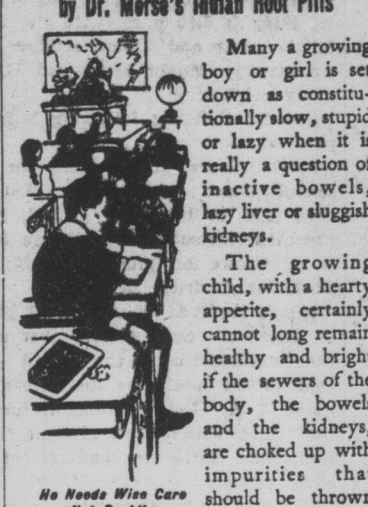 by Dr. Morse's Indian Root Pills
Many a growing
boy or girl is set
down as constitu-
tionally slow, stupid
or lazy when it is
really a question of
inactive bowels,
lazy liver or sluggish
kidneys.
The growing
child, with a hearty
appetite, certainly
cannot long remain
healthy and bright
if the sewers of the
body, the bowels
and the kidneys,
are choked up with
impurities that
should be thrown
He Needs Wise Care